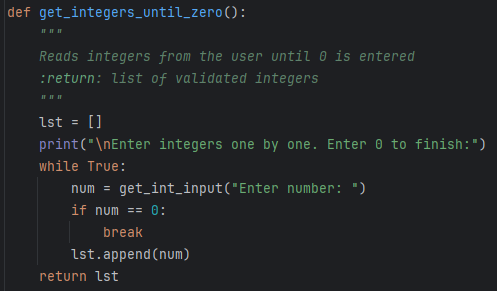 def get_integers_until_zero():
    """
    Reads integers from the user until 0 is entered
    :return: list of validated integers
    """
    lst = []
    print("\nEnter integers one by one. Enter 0 to finish:")
    while True:
        num = get_int_input("Enter number: ")
        if num == 0:
            break
        lst.append(num)
    return lst